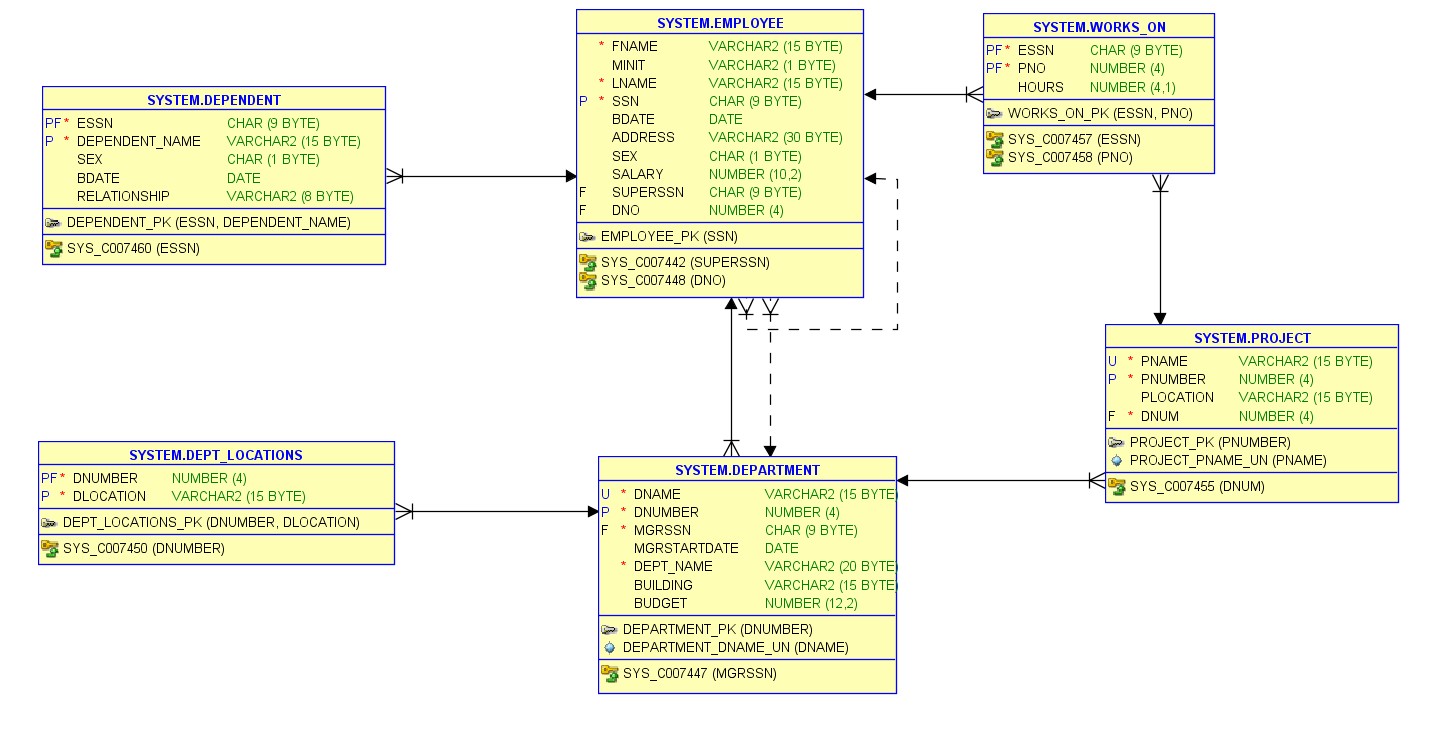 SYSTEM.EMPLOYEE
* FNAME VARCHAR2 (15 BYTE)
MINIT VARCHAR2 (1 BYTE)
* LNAME VARCHAR2 (15 BYTE)
P * SSN CHAR (9 BYTE)
BDATE DATE
ADDRESS VARCHAR2 (30 BYTE)
SEX CHAR (1 BYTE)
SALARY NUMBER (10,2)
F SUPERSSN CHAR (9 BYTE)
F DNO NUMBER (4)
EMPLOYEE_PK (SSN)
SYS_C007442 (SUPERSSN)
SYS_C007448 (DNO)
SYSTEM.WORKS_ON
PF* ESSN CHAR (9 BYTE)
PF* PNO NUMBER (4)
HOURS NUMBER (4,1)
WORKS_ON_PK (ESSN, PNO)
SYS_C007457 (ESSN)
SYS_C007458 (PNO)
SYSTEM.DEPENDENT
PF* ESSN CHAR (9 BYTE)
P * DEPENDENT_NAME VARCHAR2 (15 BYTE)
SEX CHAR (1 BYTE)
BDATE DATE
RELATIONSHIP VARCHAR2 (8 BYTE)
DEPENDENT_PK (ESSN, DEPENDENT_NAME)
SYS_C007460 (ESSN)
SYSTEM.PROJECT
U * PNAME VARCHAR2 (15 BYTE)
P * PNUMBER NUMBER (4)
PLOCATION VARCHAR2 (15 BYTE)
F * DNUM NUMBER (4)
PROJECT_PK (PNUMBER)
PROJECT_PNAME_UN (PNAME)
SYS_C007455 (DNUM)
SYSTEM.DEPT_LOCATIONS
PF* DNUMBER NUMBER (4)
P * DLOCATION VARCHAR2 (15 BYTE)
DEPT_LOCATIONS_PK (DNUMBER, DLOCATION)
SYS_C007450 (DNUMBER)
SYSTEM.DEPARTMENT
U * DNAME VARCHAR2 (15 BYTE)
P * DNUMBER NUMBER (4)
F * MGRSSN CHAR (9 BYTE)
MGRSTARTDATE DATE
* DEPT_NAME VARCHAR2 (20 BYTE)
BUILDING VARCHAR2 (15 BYTE)
BUDGET NUMBER (12,2)
DEPARTMENT_PK (DNUMBER)
DEPARTMENT_DNAME_UN (DNAME)
SYS_C007447 (MGRSSN)